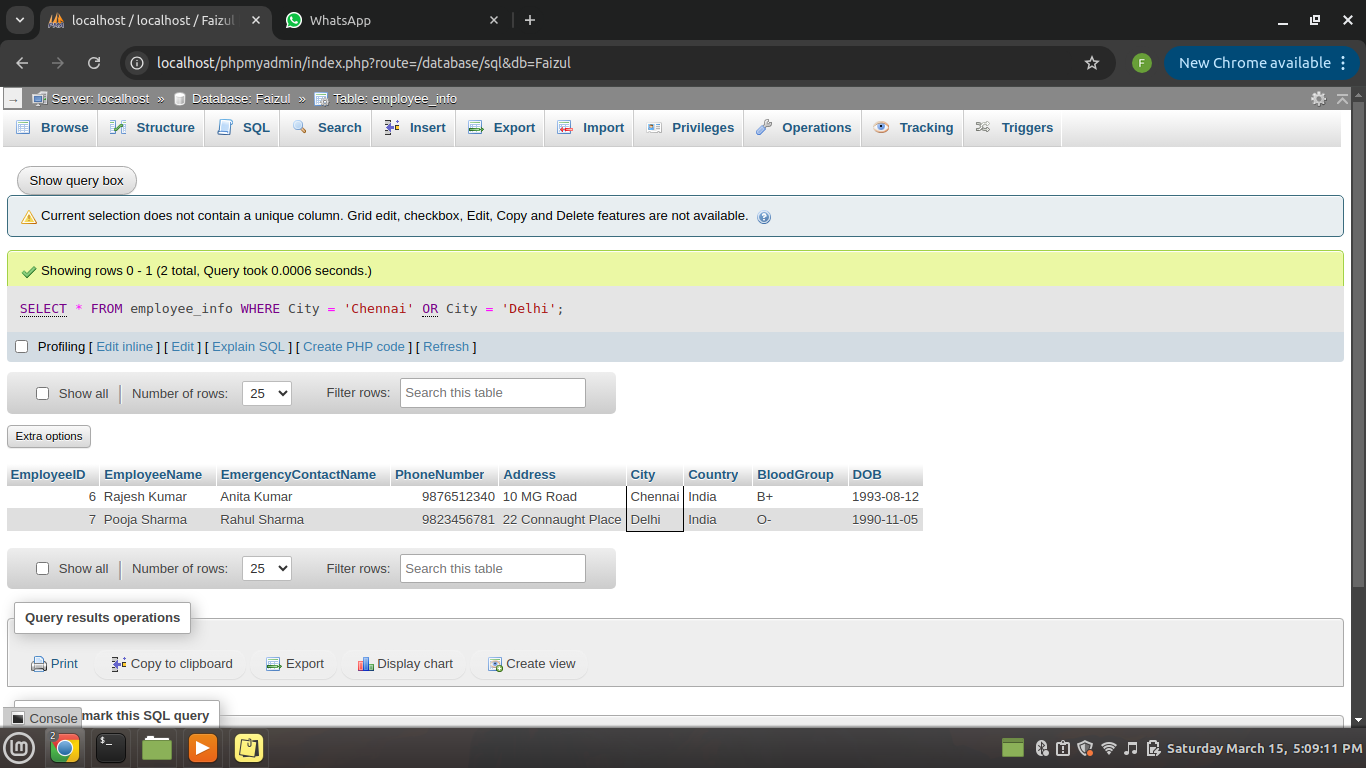 localhost / localhost / Faizul
WhatsApp
localhost/phpmyadmin/index.php?route=/database/sql&db=Faizul
F
New Chrome available
Server: localhost » Database: Faizul » Table: employee_info
Browse Structure SQL Search Insert Export Import Privileges Operations Tracking Triggers
Show query box
Current selection does not contain a unique column. Grid edit, checkbox, Edit, Copy and Delete features are not available.
Showing rows 0 - 1 (2 total, Query took 0.0006 seconds.)
SELECT * FROM employee_info WHERE City = 'Chennai' OR City = 'Delhi';
Profiling [ Edit inline ] [ Edit ] [ Explain SQL ] [ Create PHP code ] [ Refresh ]
Show all | Number of rows: 25 Filter rows: Search this table
Extra options
EmployeeID EmployeeName EmergencyContactName PhoneNumber Address City Country BloodGroup DOB
6 Rajesh Kumar Anita Kumar 9876512340 10 MG Road Chennai India B+ 1993-08-12
7 Pooja Sharma Rahul Sharma 9823456781 22 Connaught Place Delhi India O- 1990-11-05
Show all | Number of rows: 25 Filter rows: Search this table
Query results operations
Print Copy to clipboard Export Display chart Create view
mark this SQL query
Console
2
$_
Saturday March 15, 5:09:11 PM